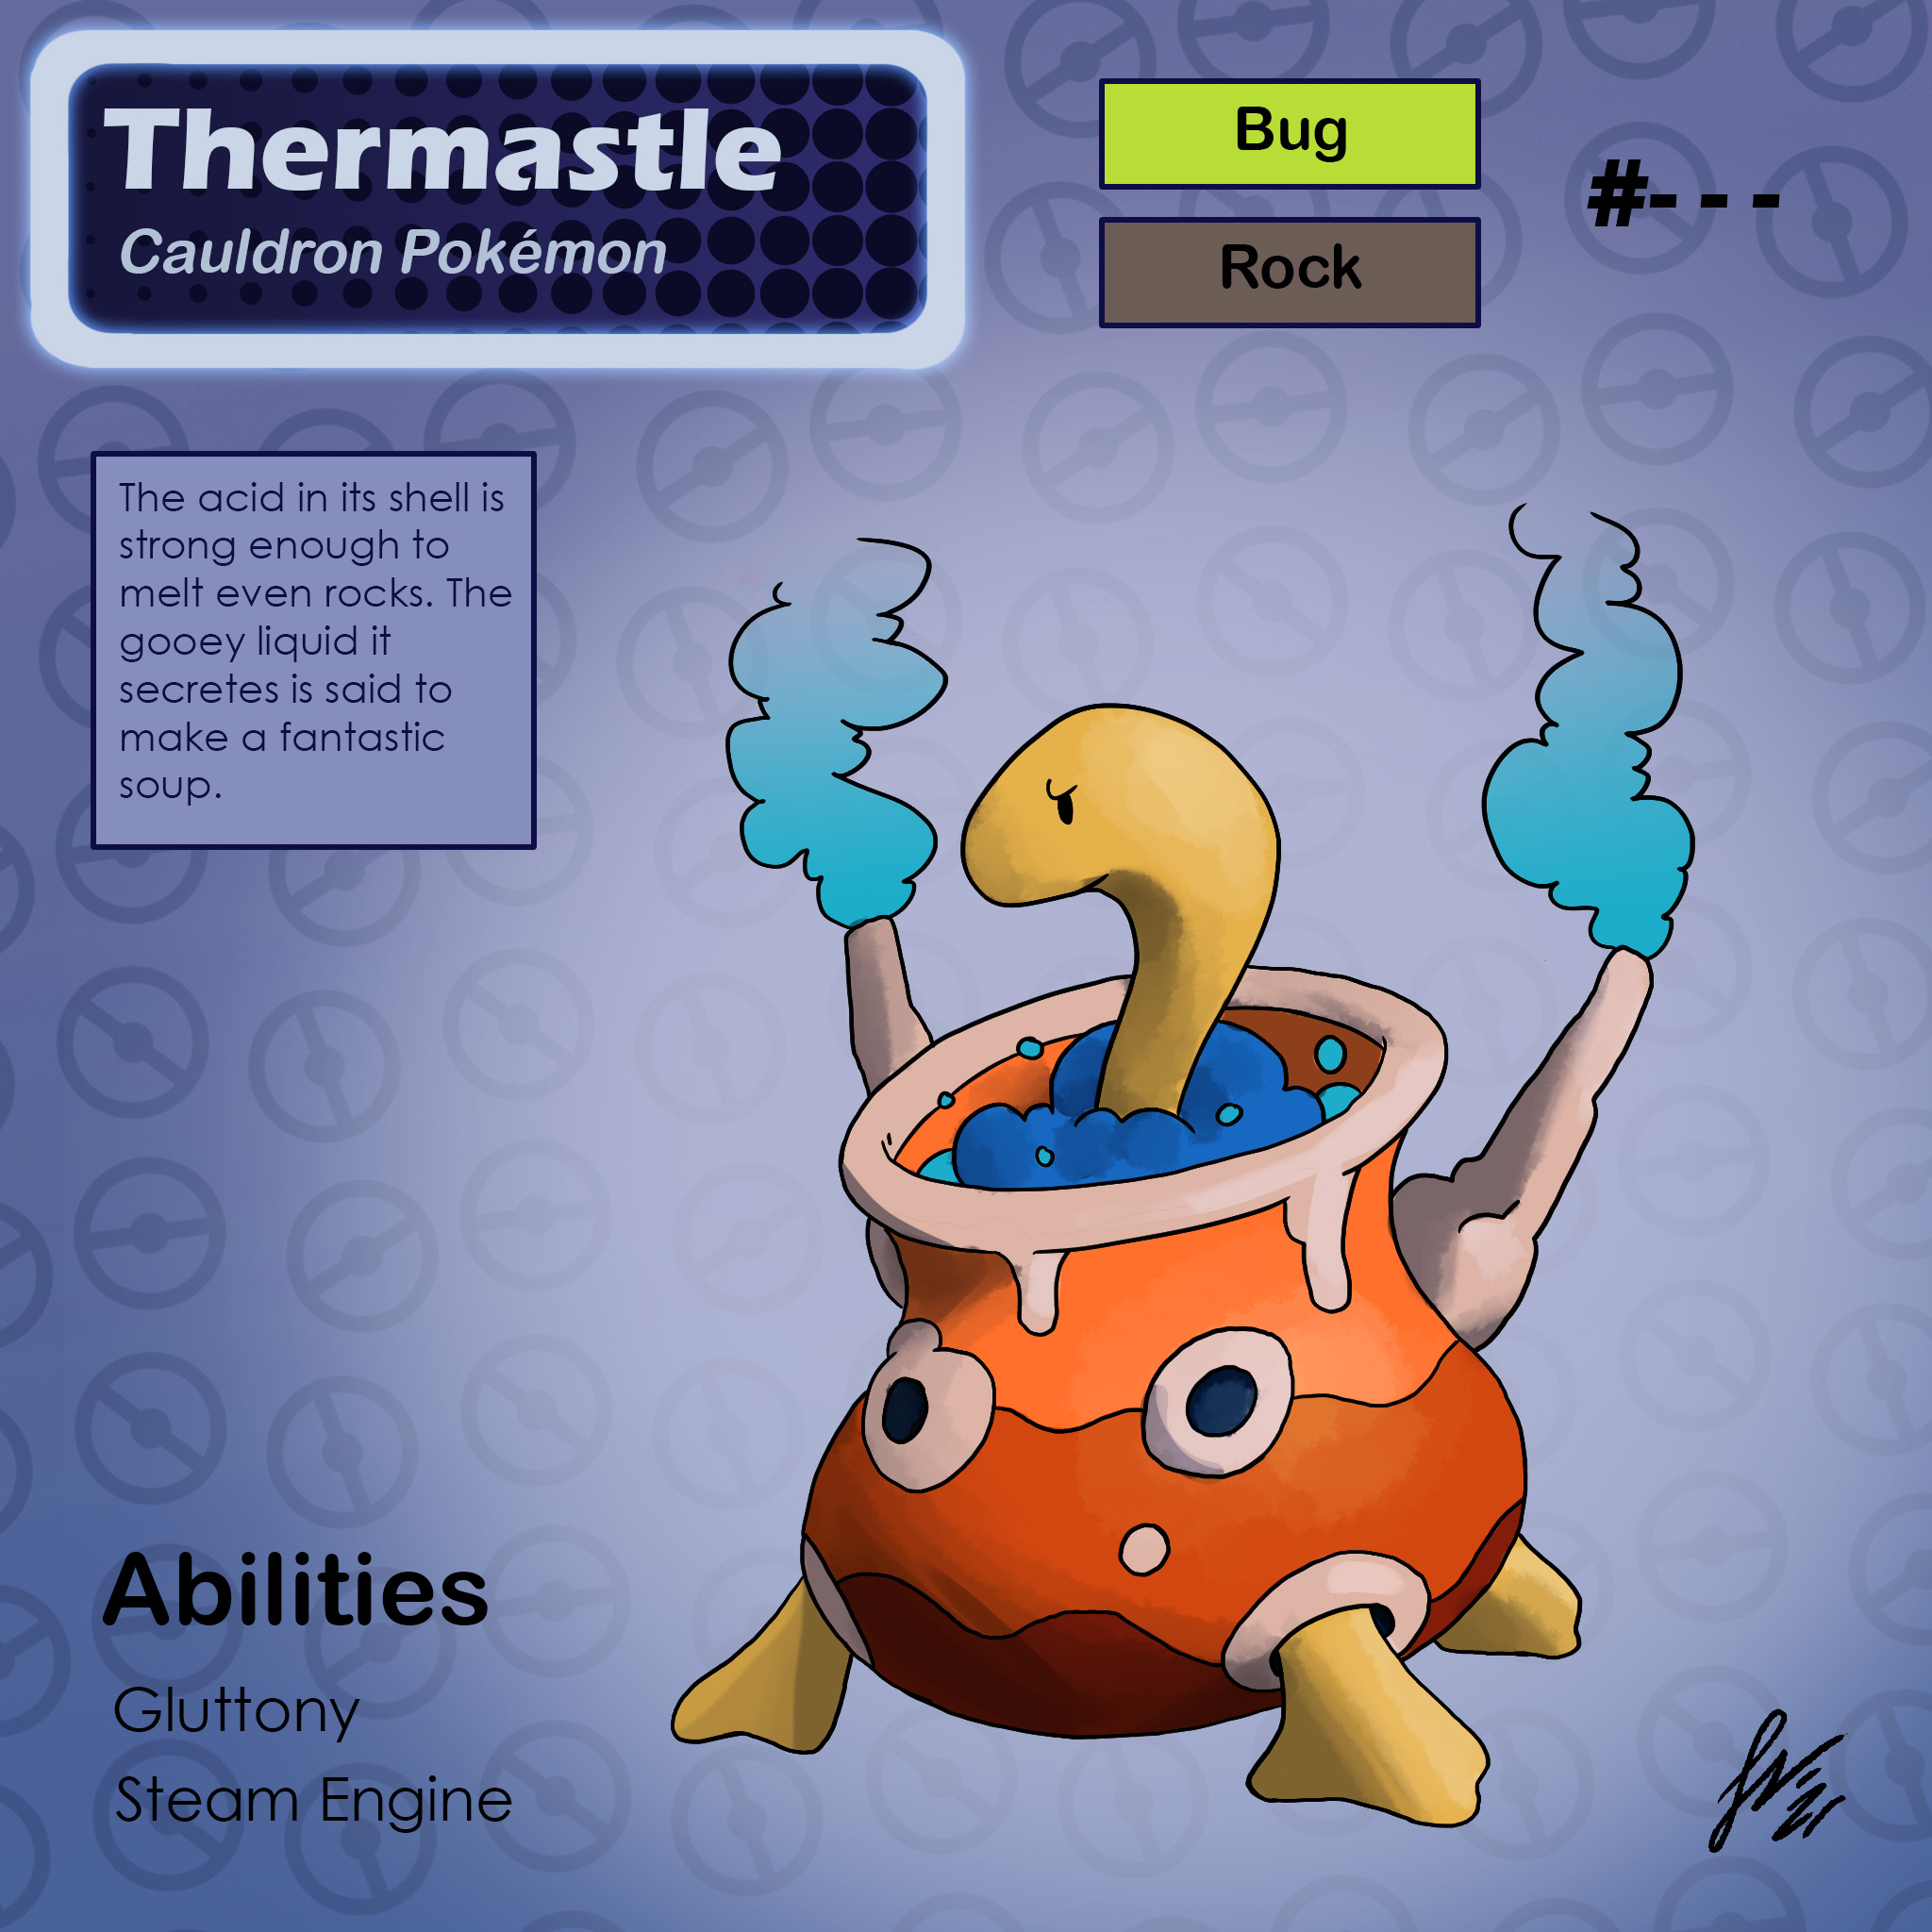 Thermastle
Cauldron Pokémon
Bug
Rock
#---
The acid in its shell is
strong enough to
melt even rocks. The
gooey liquid it
secretes is said to
make a fantastic
soup.
Abilities
Gluttony
Steam Engine